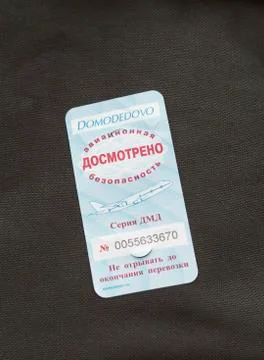 DOMODEDOVO
авиационная
ДОСМОТРЕНО
безопасность
Серия ДМД
№ 0055633670
Не отрывать до
окончания перевозки